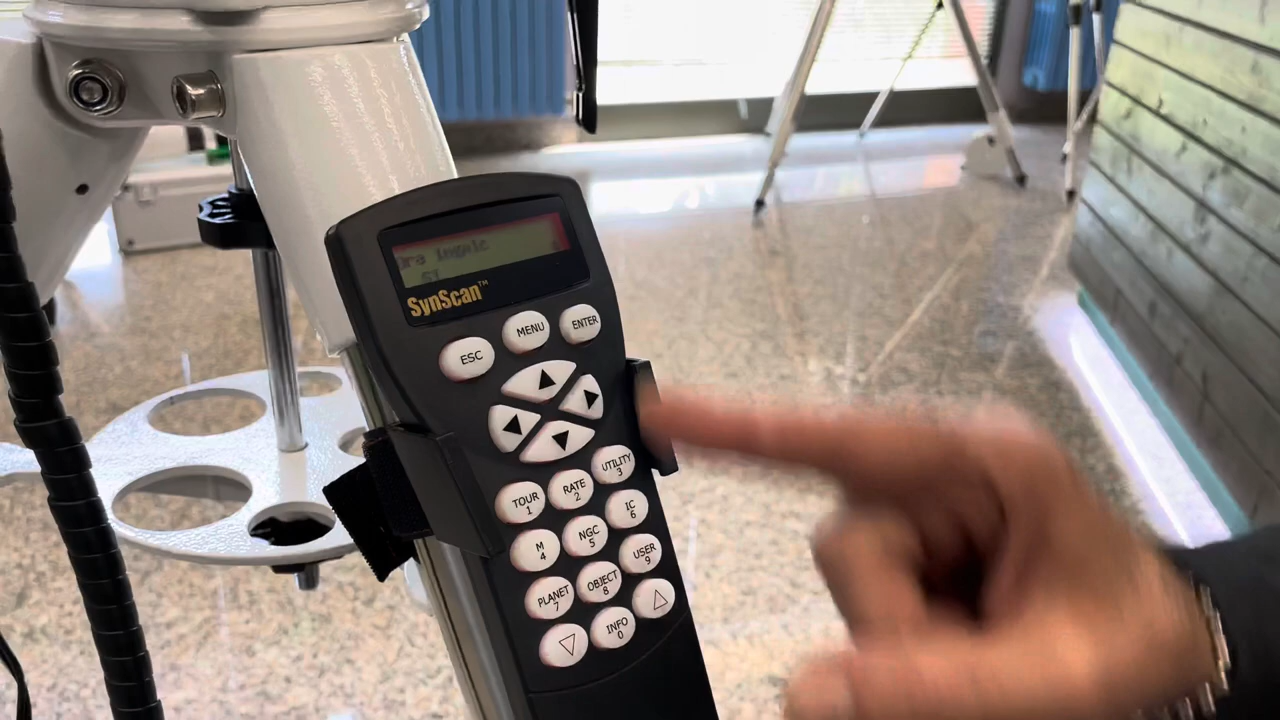 SynScan™
ESC MENU ENTER
TOUR 1 RATE 2 UTILITY 3
M 4 NGC 5 IC 6
PLANET 7 OBJECT 8 USER 9
INFO 0